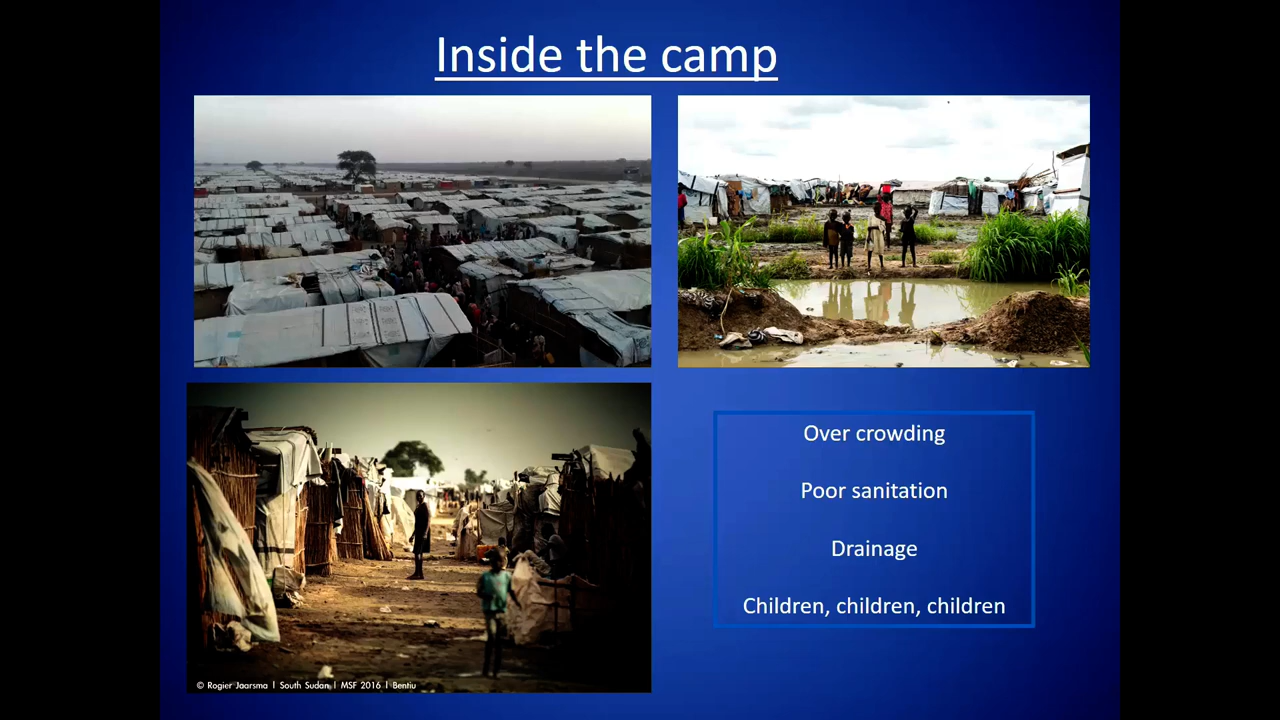 Inside the camp
Over crowding
Poor sanitation
Drainage
Children, children, children
© Rogier Jaarsma I South Sudan I MSF 2016 I Bentiu